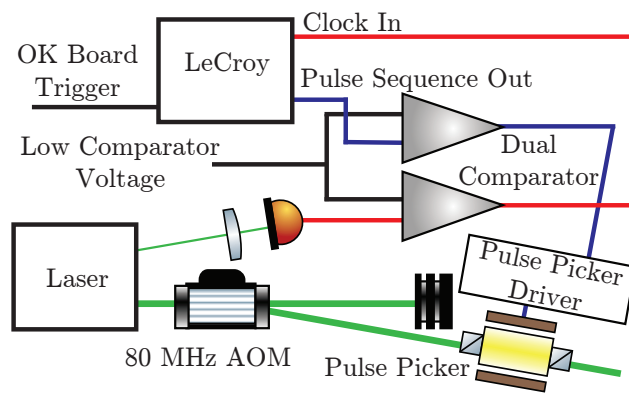 Clock In
OK Board
Trigger
LeCroy
Pulse Sequence Out
Low Comparator
Voltage
Dual
Comparator
Laser
Pulse Picker
Driver
80 MHz AOM
Pulse Picker